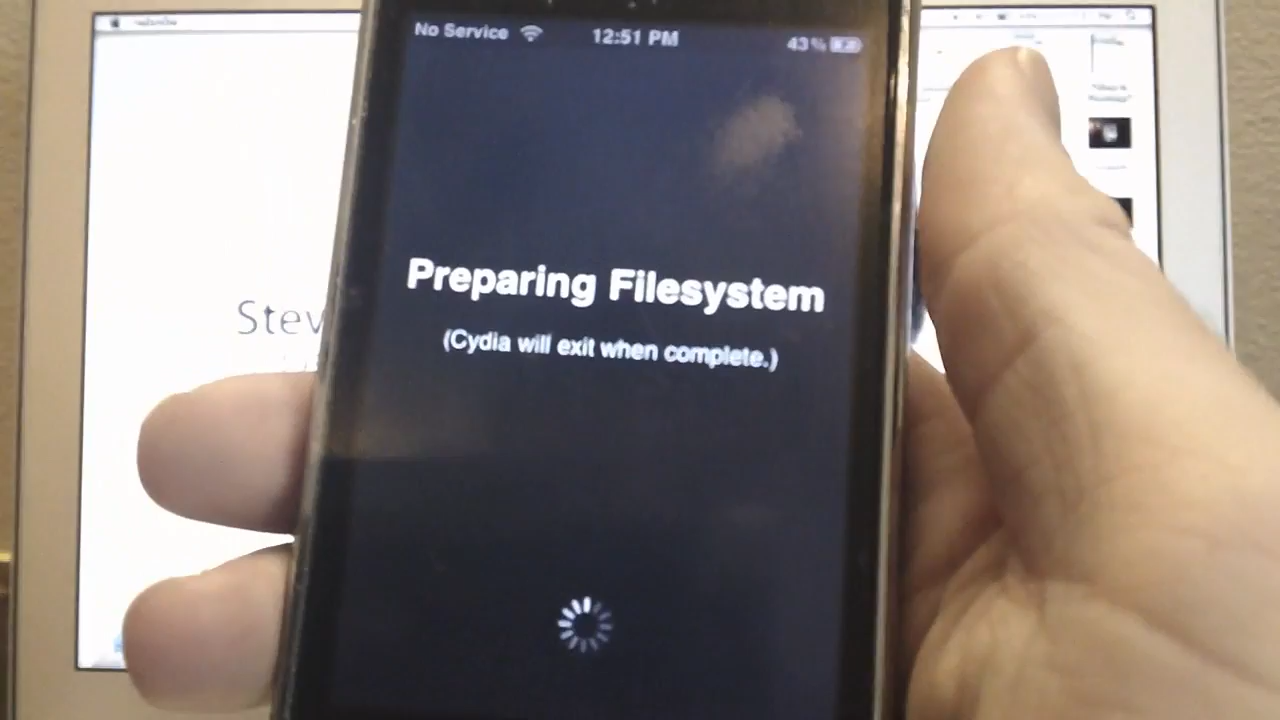 No Service 12:51 PM 43%
Preparing Filesystem
(Cydia will exit when complete.)
Stev